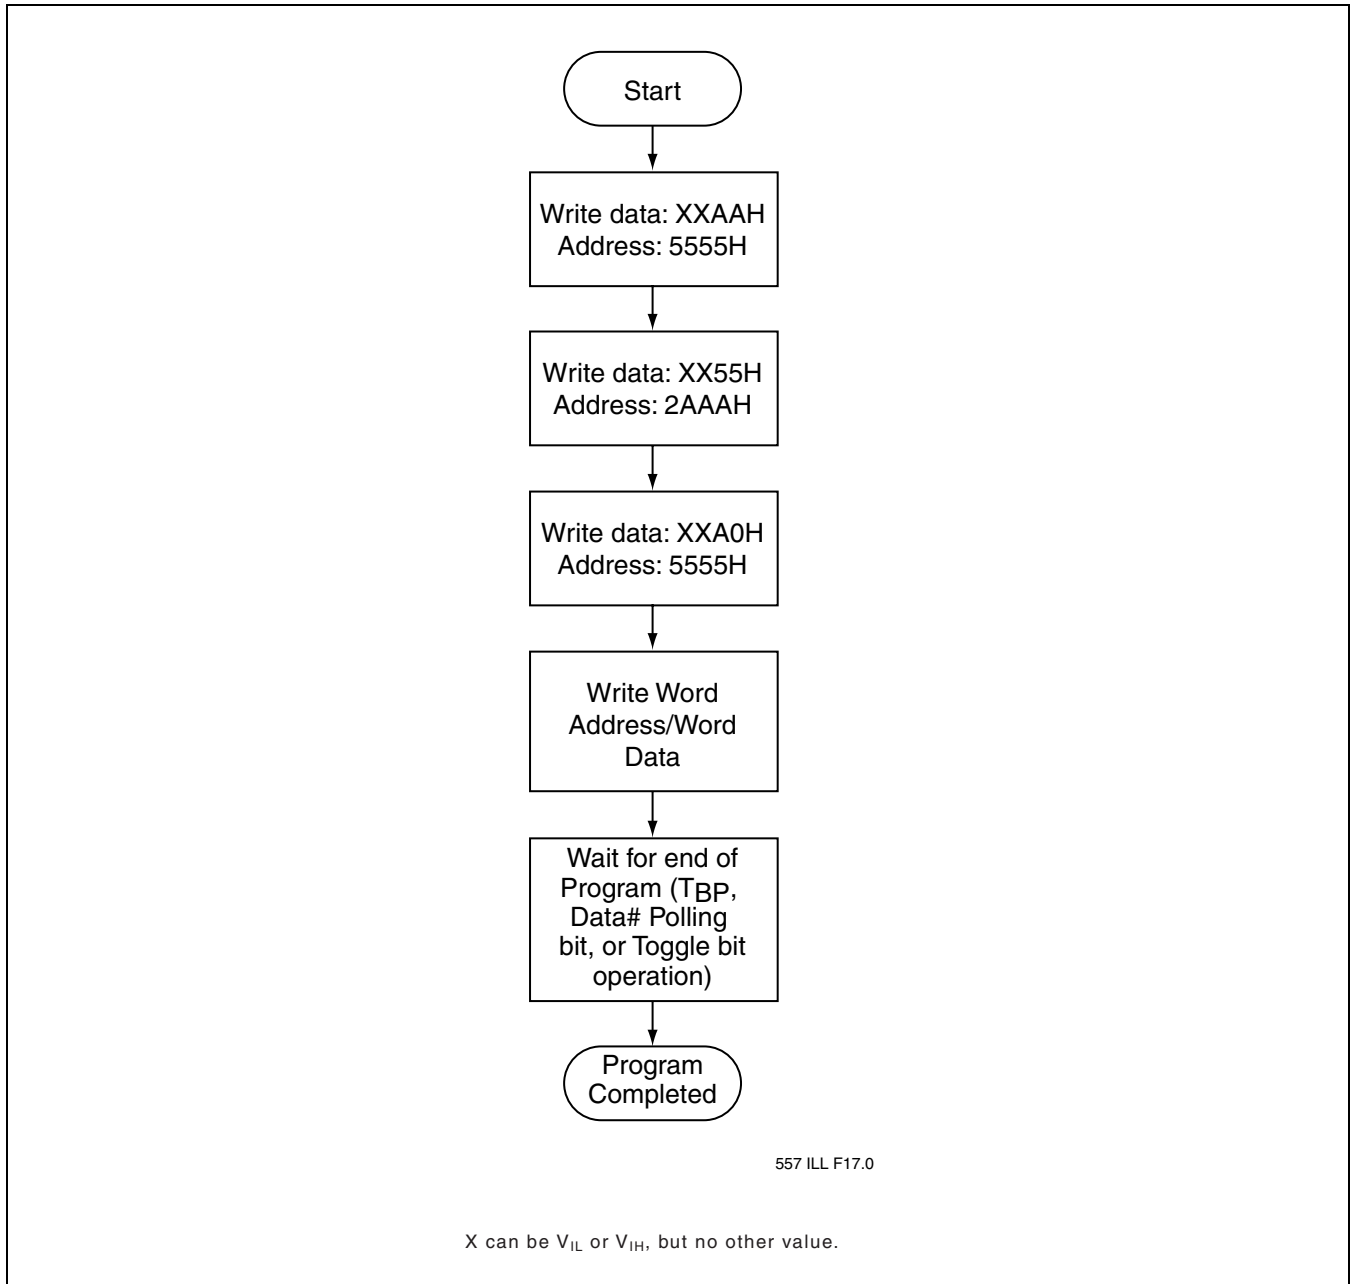 Start
Write data: XXAAH
Address: 5555H
Write data: XX55H
Address: 2AAAH
Write data: XXA0H
Address: 5555H
Write Word
Address/Word
Data
Wait for end of
Program (TBP,
Data# Polling
bit, or Toggle bit
operation)
Program
Completed
557 ILL F17.0
X can be VIL or VIH, but no other value.